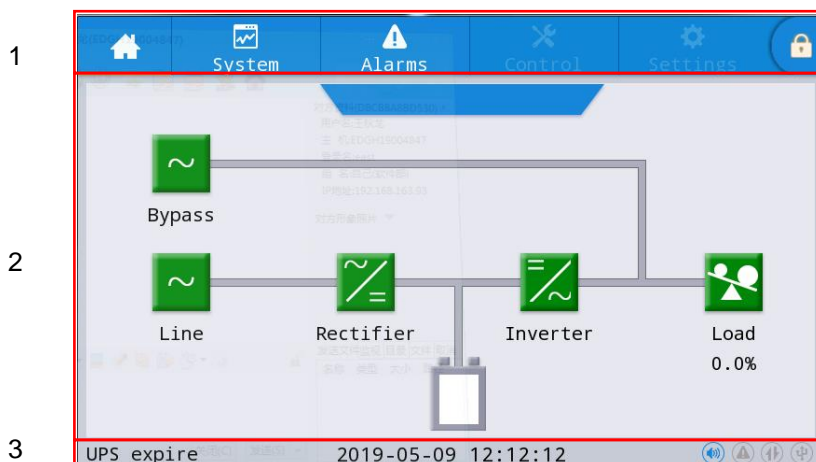 1
System Alarms Control Settings
2
Bypass
Line Rectifier Inverter Load
0.0%
3
UPS expire 2019-05-09 12:12:12